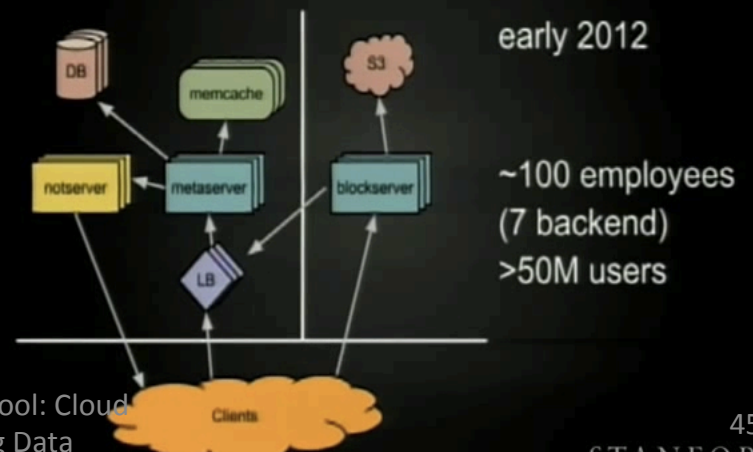 early 2012
DB
memcache
S3
notserver
metaserver
blockserver
~100 employees
(7 backend)
>50M users
LB
Clients
ool: Cloud
g Data
45
STANFOR